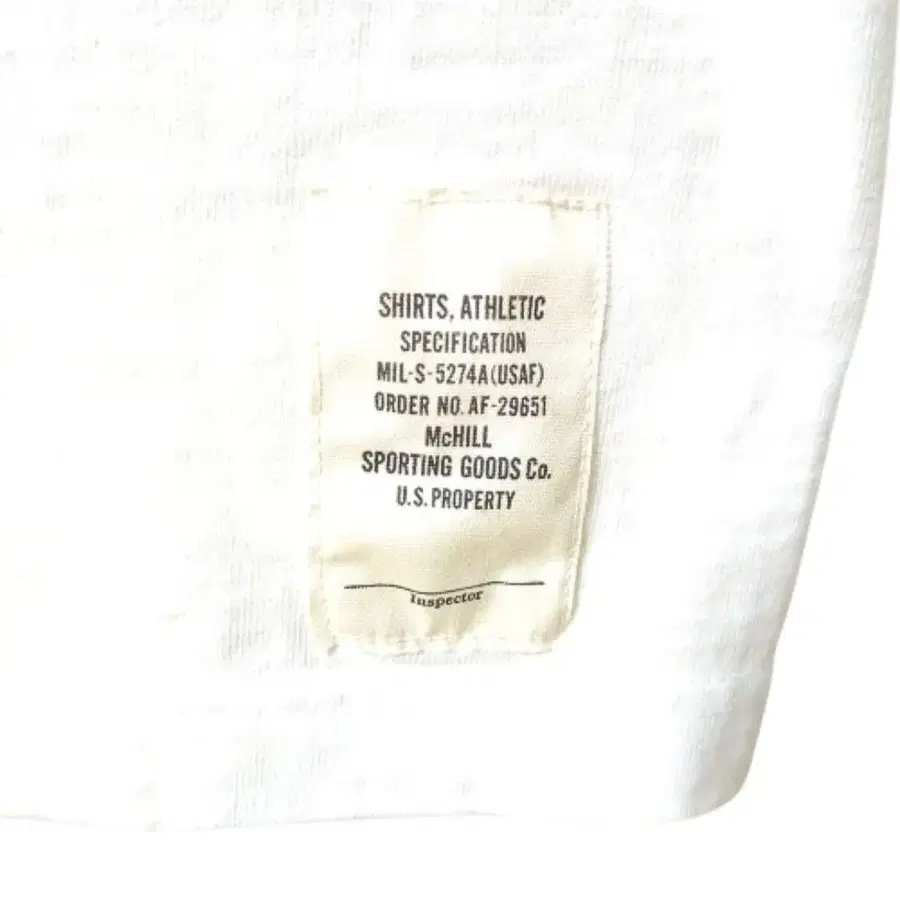 SHIRTS, ATHLETIC
SPECIFICATION
MIL-S-5274A(USAF)
ORDER NO. AF-29651
McHILL
SPORTING GOODS Co.
U.S. PROPERTY
Inspector